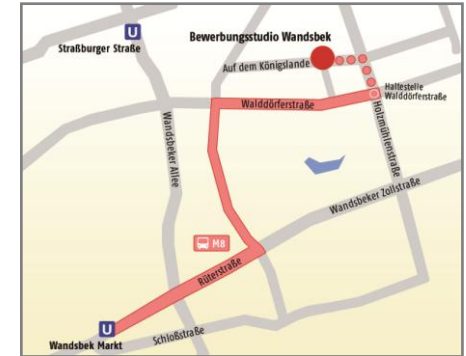 U
Straßburger Straße
Bewerbungsstudio Wandsbek
Auf dem Königslande
Haltestelle
Walddörferstraße
Walddörferstraße
Holzmühlenstraße
Wandsbeker Allee
Wandsbeker Zollstraße
M8
Rüterstraße
U
Wandsbek Markt
Schloßstraße